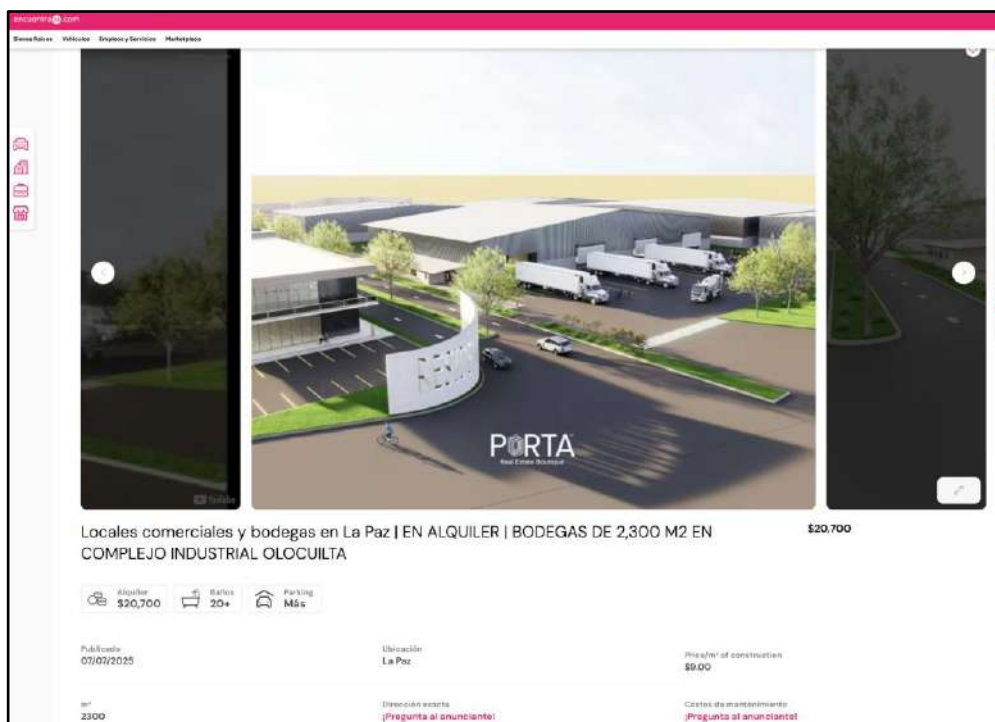 encuentra24.com
Bienes Raíces Vehículos Empleos y Servicios Marketplace
PORTA
Real Estate Boutique
YouTube
Locales comerciales y bodegas en La Paz | EN ALQUILER | BODEGAS DE 2,300 M2 EN
COMPLEJO INDUSTRIAL OLOCUILTA
$20,700
Alquiler
$20,700
Baños
20+
Parking
Más
Publicado
07/07/2025
Ubicación
La Paz
Price/m² of construction
$9.00
m²
2300
Dirección exacta
¡Pregunta al anunciante!
Costos de mantenimiento
¡Pregunta al anunciante!